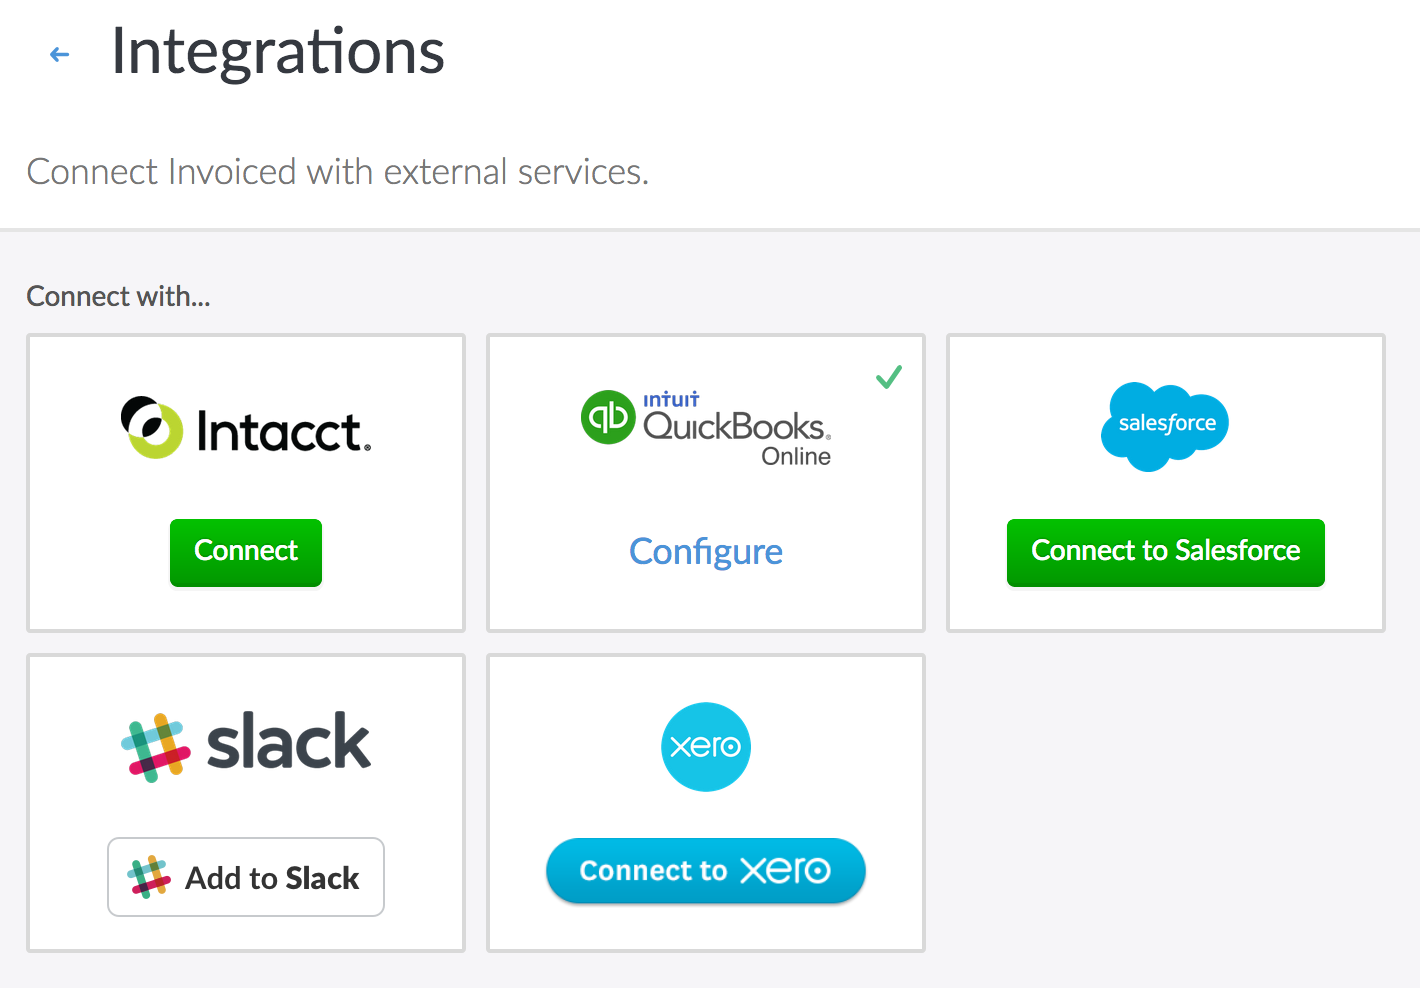 Integrations
Connect Invoiced with external services.
Connect with...
Intacct.®
Connect
qb
intuit
QuickBooks®
Online
Configure
salesforce
Connect to Salesforce
slack
Add to Slack
xero
Connect to xero